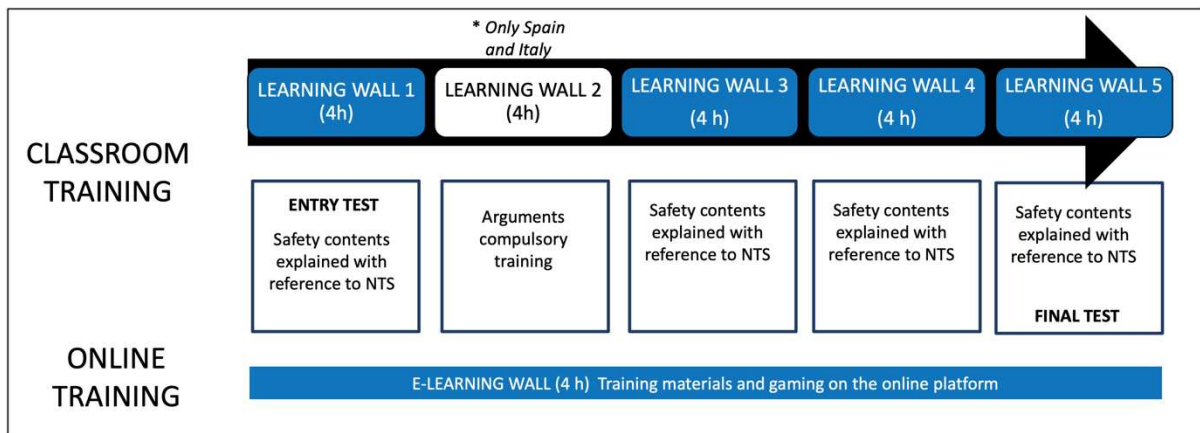 * Only Spain
and Italy
LEARNING WALL 1
(4h)
LEARNING WALL 2
(4h)
LEARNING WALL 3
(4 h)
LEARNING WALL 4
(4 h)
LEARNING WALL 5
(4 h)
CLASSROOM
TRAINING
ENTRY TEST
Safety contents
explained with
reference to NTS
Arguments
compulsory
training
Safety contents
explained with
reference to NTS
Safety contents
explained with
reference to NTS
Safety contents
explained with
reference to NTS
FINAL TEST
ONLINE
TRAINING
E-LEARNING WALL (4 h) Training materials and gaming on the online platform